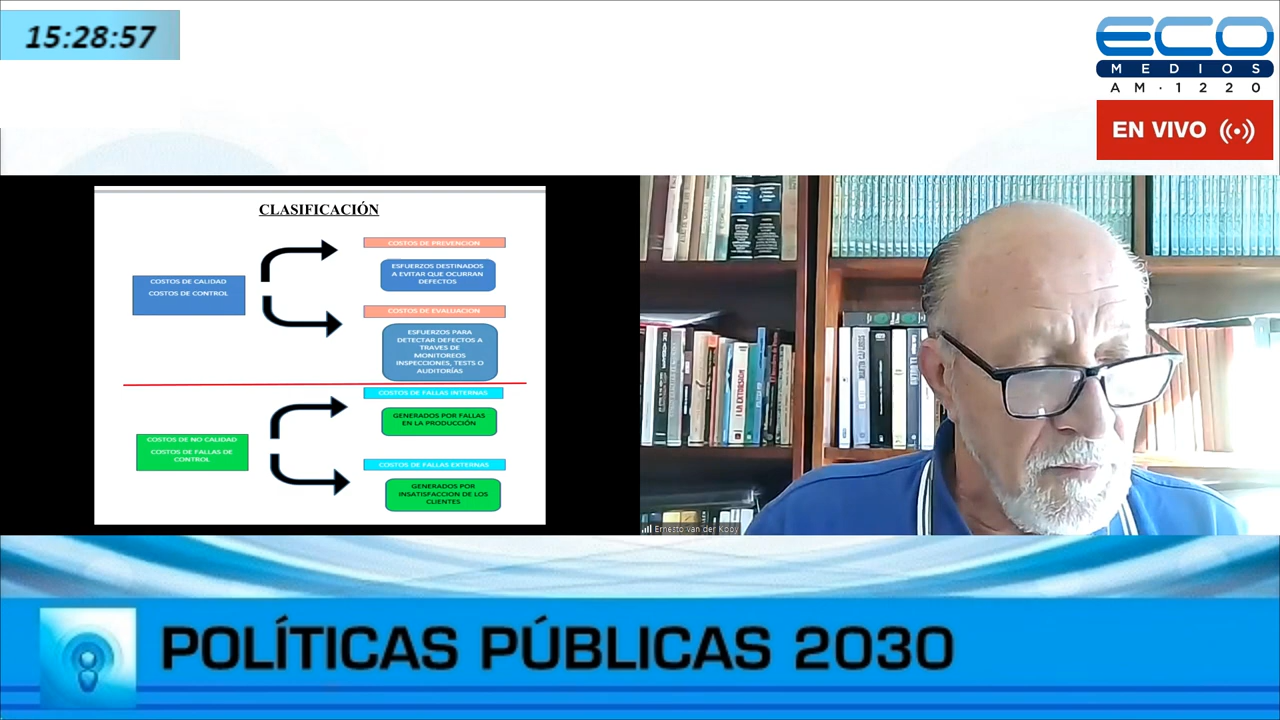 15:28:57
ECO
MEDIOS
AM·1220
EN VIVO
CLASIFICACIÓN
COSTOS DE PREVENCION
ESFUERZOS DESTINADOS
A EVITAR QUE OCURRAN
DEFECTOS
COSTOS DE CALIDAD
COSTOS DE CONTROL
COSTOS DE EVALUACION
ESFUERZOS PARA
DETECTAR DEFECTOS A
TRAVES DE
MONITOREOS
INSPECCIONES, TESTS O
AUDITORÍAS
COSTOS DE FALLAS INTERNAS
GENERADOS POR FALLAS
EN LA PRODUCCIÓN
COSTOS DE NO CALIDAD
COSTOS DE FALLAS DE
CONTROL
COSTOS DE FALLAS EXTERNAS
GENERADOS POR
INSATISFACCION DE LOS
CLIENTES
Ernesto van der Kooy
POLÍTICAS PÚBLICAS 2030